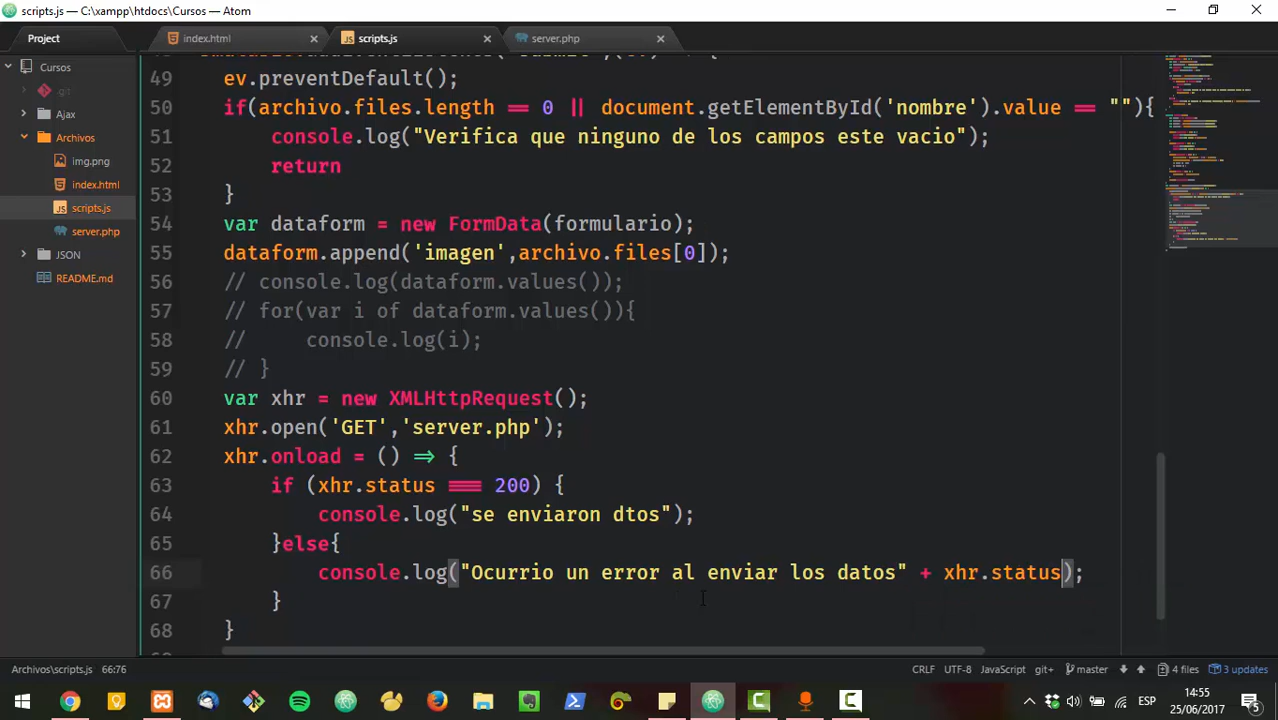 scripts.js — C:\xampp\htdocs\Cursos — Atom
Project
index.html
scripts.js
server.php
Cursos
.git
Ajax
Archivos
img.png
index.html
scripts.js
server.php
JSON
README.md
49 ev.preventDefault();
50 if(archivo.files.length == 0 || document.getElementById('nombre').value == ""){
51 console.log("Verifica que ninguno de los campos este vacio");
52 return
53 }
54 var dataform = new FormData(formulario);
55 dataform.append('imagen',archivo.files[0]);
56 // console.log(dataform.values());
57 // for(var i of dataform.values()){
58 // console.log(i);
59 // }
60 var xhr = new XMLHttpRequest();
61 xhr.open('GET','server.php');
62 xhr.onload = () => {
63 if (xhr.status === 200) {
64 console.log("se enviaron dtos");
65 }else{
66 console.log("Ocurrio un error al enviar los datos" + xhr.status);
67 }
68 }
Archivos\scripts.js 66:76
CRLF UTF-8 JavaScript git+ master 4 files 3 updates
ESP
14:55
25/06/2017
5